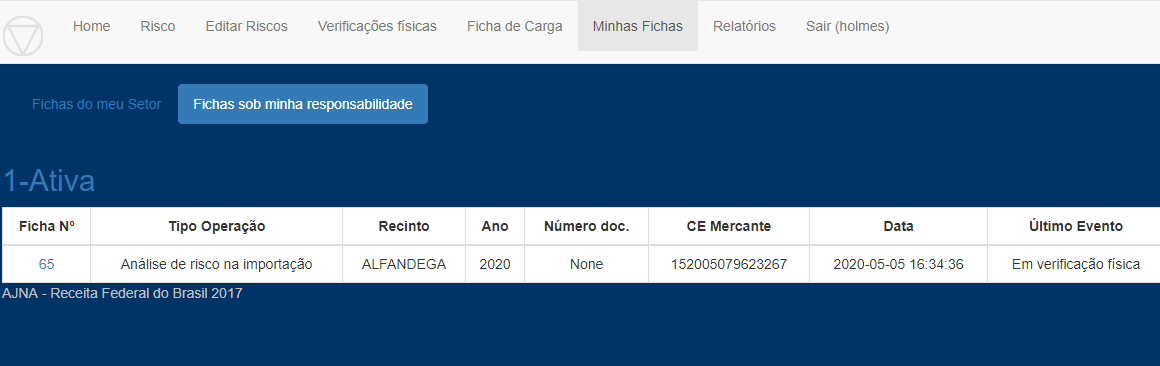 Home Risco Editar Riscos Verificações físicas Ficha de Carga Minhas Fichas Relatórios Sair (holmes)
Fichas do meu Setor Fichas sob minha responsabilidade
1-Ativa
Ficha Nº Tipo Operação Recinto Ano Número doc. CE Mercante Data Último Evento
65 Análise de risco na importação ALFANDEGA 2020 None 152005079623267 2020-05-05 16:34:36 Em verificação física
AJNA - Receita Federal do Brasil 2017